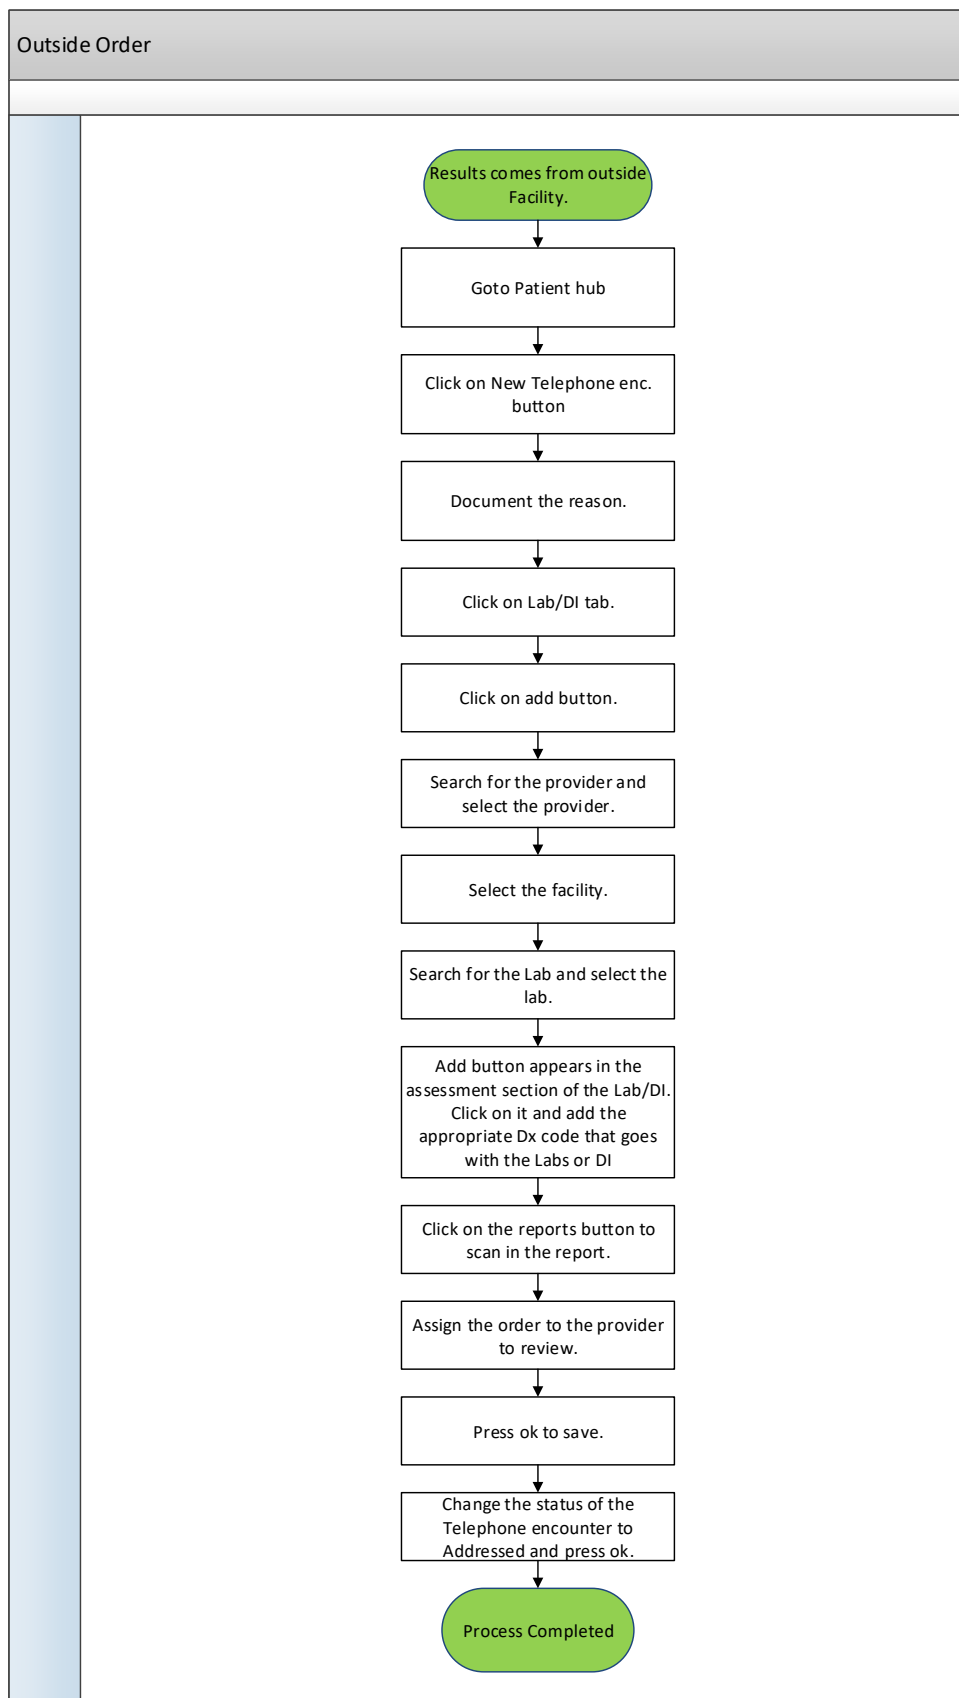 Outside Order
Results comes from outside
Facility.
Goto Patient hub
Click on New Telephone enc.
button
Document the reason.
Click on Lab/DI tab.
Click on add button.
Search for the provider and
select the provider.
Select the facility.
Search for the Lab and select the
lab.
Add button appears in the
assessment section of the Lab/DI.
Click on it and add the
appropriate Dx code that goes
with the Labs or DI
Click on the reports button to
scan in the report.
Assign the order to the provider
to review.
Press ok to save.
Change the status of the
Telephone encounter to
Addressed and press ok.
Process Completed